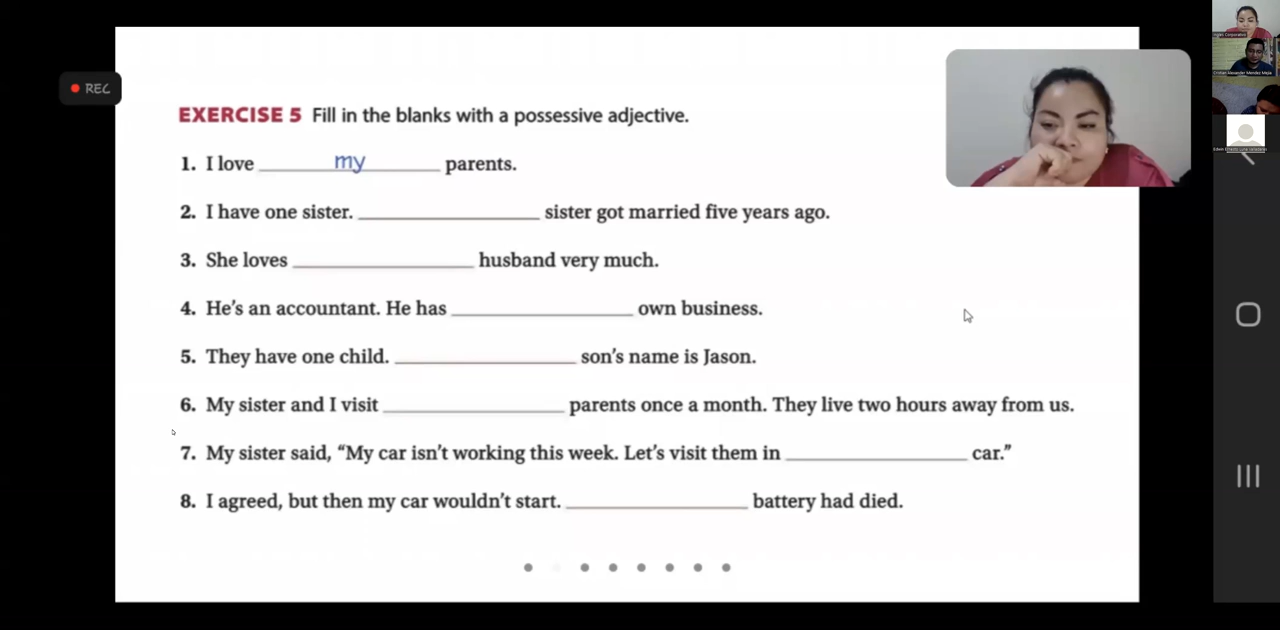 REC
EXERCISE 5 Fill in the blanks with a possessive adjective.
1. I love my parents.
2. I have one sister. sister got married five years ago.
3. She loves husband very much.
4. He's an accountant. He has own business.
5. They have one child. son's name is Jason.
6. My sister and I visit parents once a month. They live two hours away from us.
7. My sister said, “My car isn't working this week. Let's visit them in car.”
8. I agreed, but then my car wouldn't start. battery had died.